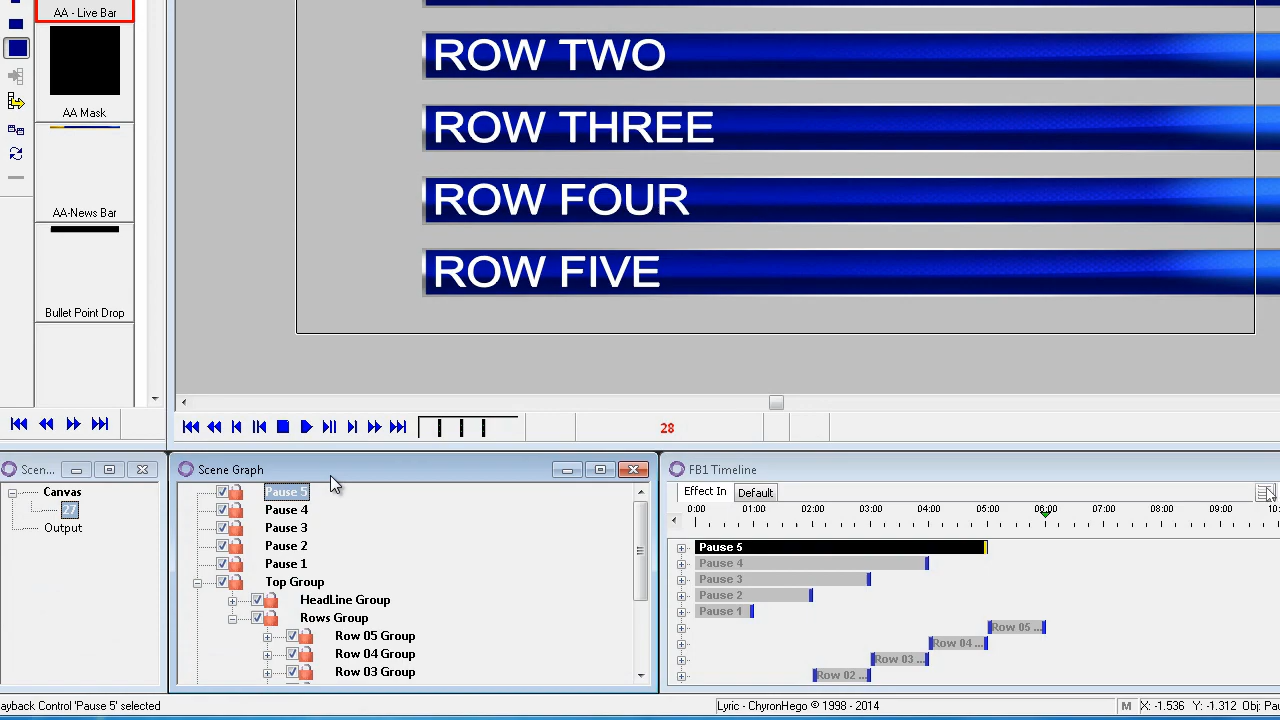 AA - Live Bar
AA Mask
AA-News Bar
Bullet Point Drop
ROW TWO
ROW THREE
ROW FOUR
ROW FIVE
28
Scen...
Canvas
27
Output
Scene Graph
Pause 5
Pause 4
Pause 3
Pause 2
Pause 1
Top Group
HeadLine Group
Rows Group
Row 05 Group
Row 04 Group
Row 03 Group
FB1 Timeline
Effect In Default
0:00 02:00 03:00 04:00 05:00 06:00 07:00 08:00 09:00 10
Pause 5
Pause 4
Pause 3
Pause 2
Pause 1
Row 05 ...
Row 04 ...
Row 03 ...
Row 02 ...
ayback Control 'Pause 5' selected
Lyric - ChyronHego © 1998 - 2014
M
X: -1.536 Y: -1.312 Obj: Pau